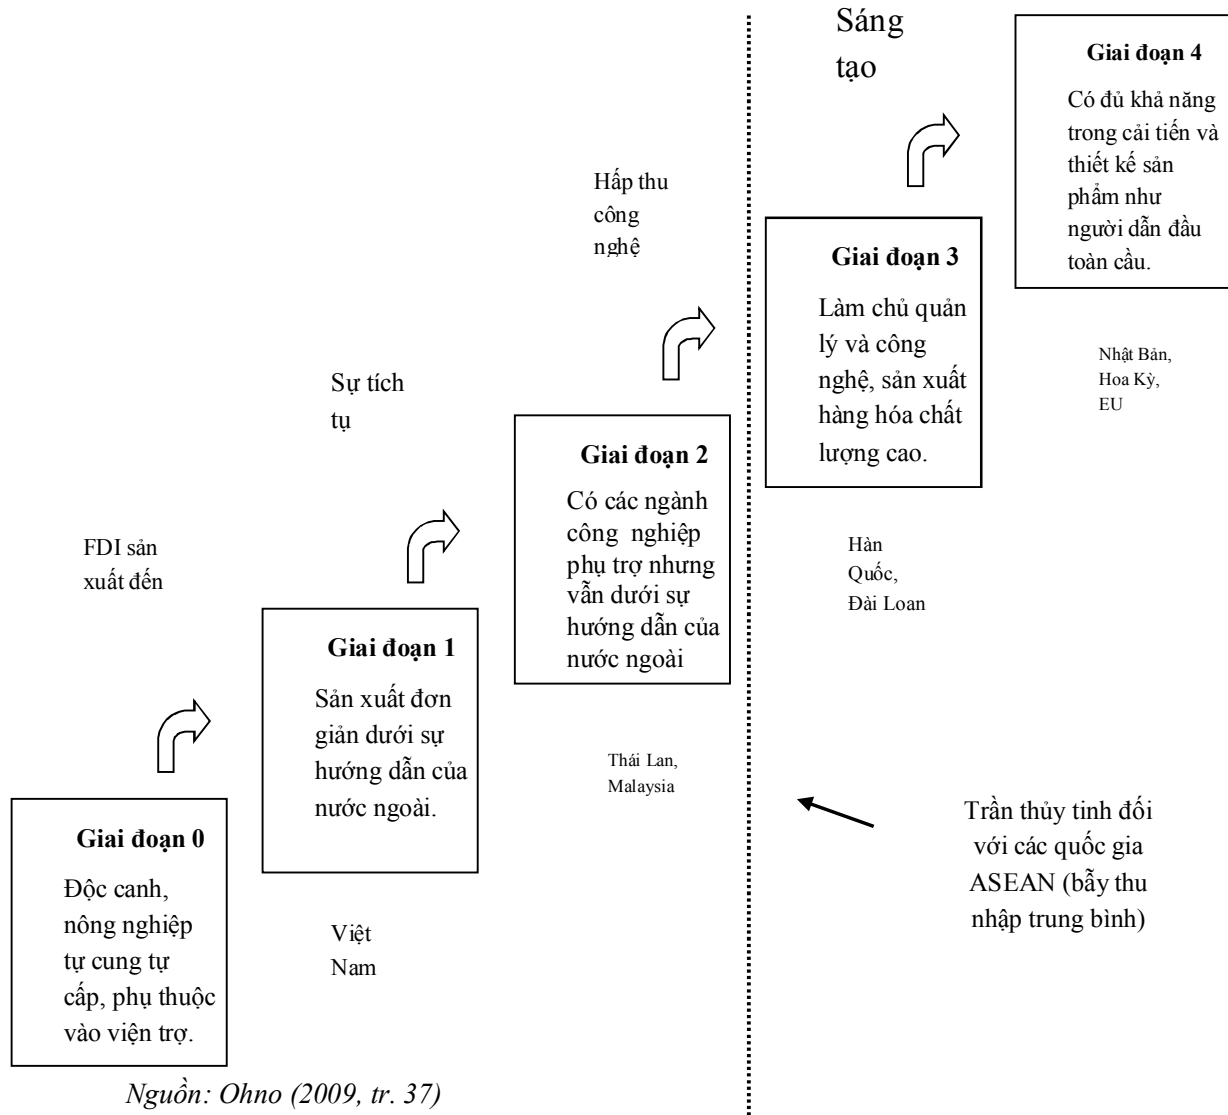 Sáng
tạo
Giai đoạn 4
Có đủ khả năng
trong cải tiến và
thiết kế sản
phẩm như
người dẫn đầu
toàn cầu.
Nhật Bản,
Hoa Kỳ,
EU
Hấp thu
công
nghệ
Giai đoạn 3
Làm chủ quản
lý và công
nghệ, sản xuất
hàng hóa chất
lượng cao.
Hàn
Quốc,
Đài Loan
Sự tích
tụ
Giai đoạn 2
Có các ngành
công nghiệp
phụ trợ nhưng
vẫn dưới sự
hướng dẫn của
nước ngoài
Thái Lan,
Malaysia
FDI sản
xuất đến
Giai đoạn 1
Sản xuất đơn
giản dưới sự
hướng dẫn của
nước ngoài.
Việt
Nam
Giai đoạn 0
Độc canh,
nông nghiệp
tự cung tự
cấp, phụ thuộc
vào viện trợ.
Trần thủy tinh đối
với các quốc gia
ASEAN (bẫy thu
nhập trung bình)
Nguồn: Ohno (2009, tr. 37)